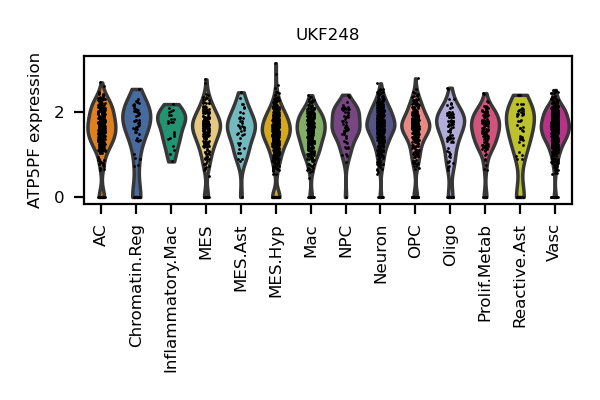 UKF248
ATP5PF expression
2
0
AC
Chromatin.Reg
Inflammatory.Mac
MES
MES.Ast
MES.Hyp
Mac
NPC
Neuron
OPC
Oligo
Prolif.Metab
Reactive.Ast
Vasc